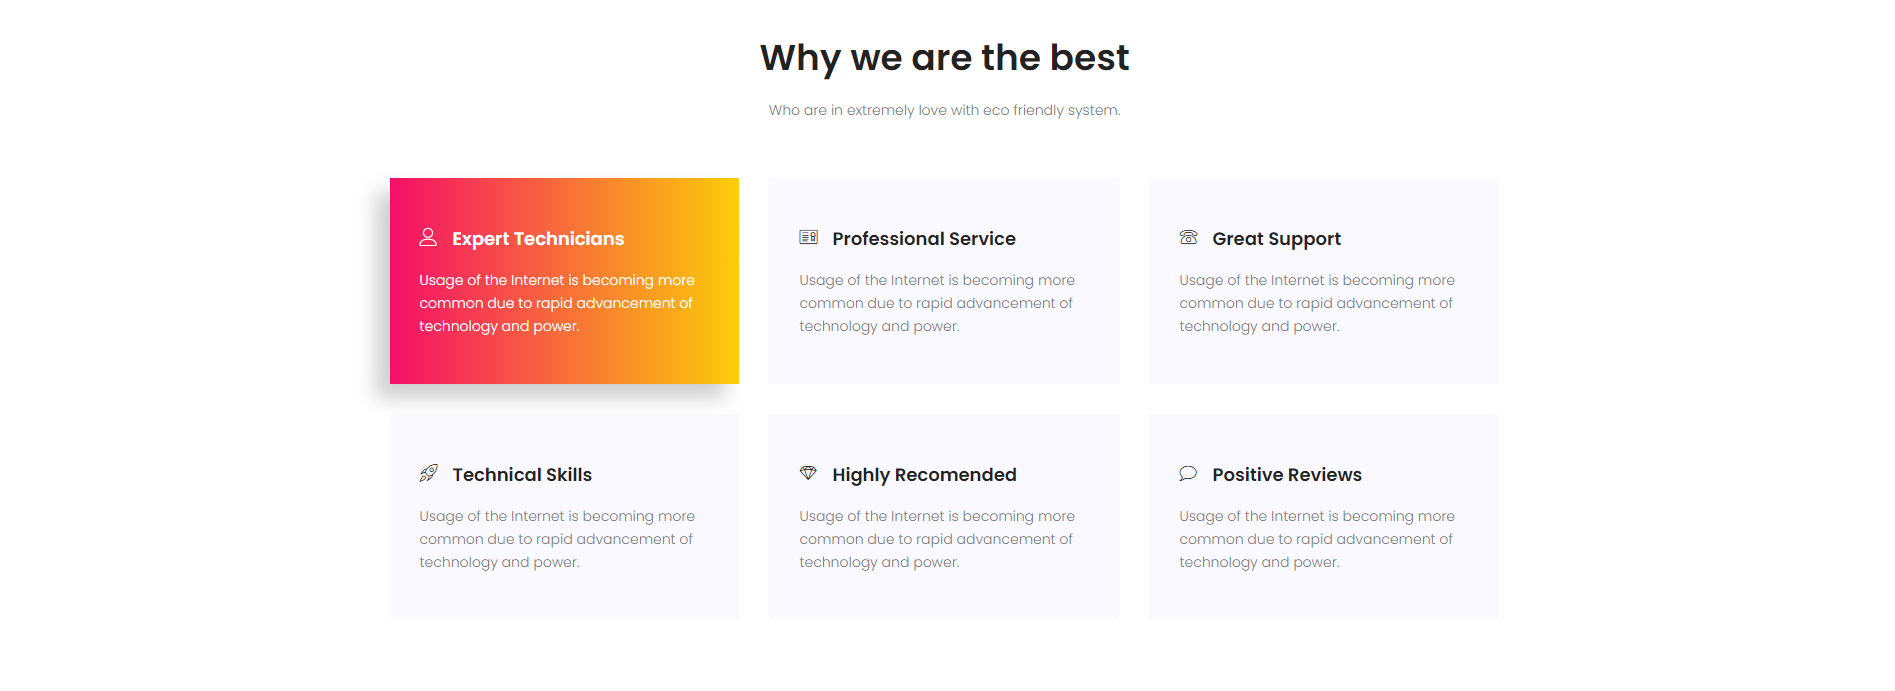 Why we are the best
Who are in extremely love with eco friendly system.
Expert Technicians
Usage of the Internet is becoming more
common due to rapid advancement of
technology and power.
Professional Service
Usage of the Internet is becoming more
common due to rapid advancement of
technology and power.
Great Support
Usage of the Internet is becoming more
common due to rapid advancement of
technology and power.
Technical Skills
Usage of the Internet is becoming more
common due to rapid advancement of
technology and power.
Highly Recomended
Usage of the Internet is becoming more
common due to rapid advancement of
technology and power.
Positive Reviews
Usage of the Internet is becoming more
common due to rapid advancement of
technology and power.